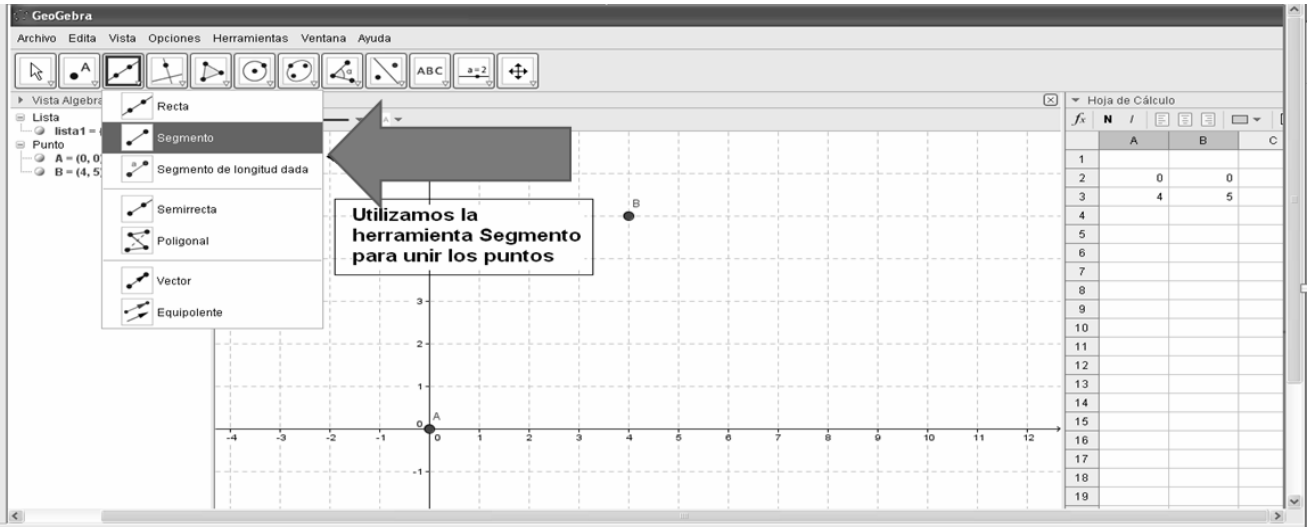 GeoGebra
Archivo Edita Vista Opciones Herramientas Ventana Ayuda
A ABC a=2
Vista Algebra
Hoja de Cálculo
Lista
lista1 =
Punto
A = (0, 0)
B = (4, 5)
Recta
Segmento
a
Segmento de longitud dada
Semirrecta
Poligonal
Vector
Equipolente
Utilizamos la
herramienta Segmento
para unir los puntos
B
3
2
1
A
0
-4 -3 -2 -1 0 1 2 3 4 5 6 7 8 9 10 11 12
-1
fx N I
A B C
1
2 0 0
3 4 5
4
5
6
7
8
9
10
11
12
13
14
15
16
17
18
19